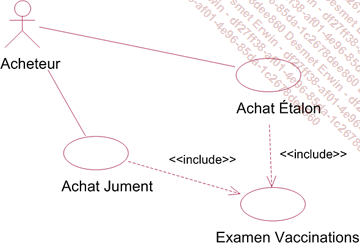 Acheteur
Achat Étalon
<<include>>
<<include>>
Achat Jument
Examen Vaccinations